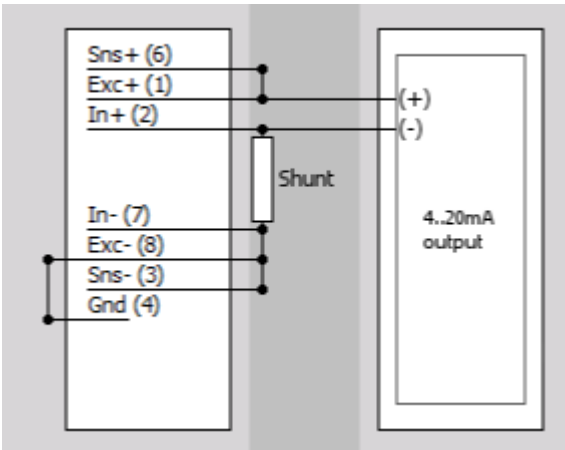 Sns+ (6)
Exc+ (1)
In+ (2)
(+)
(-)
Shunt
In- (7)
Exc- (8)
Sns- (3)
Gnd (4)
4..20mA
output